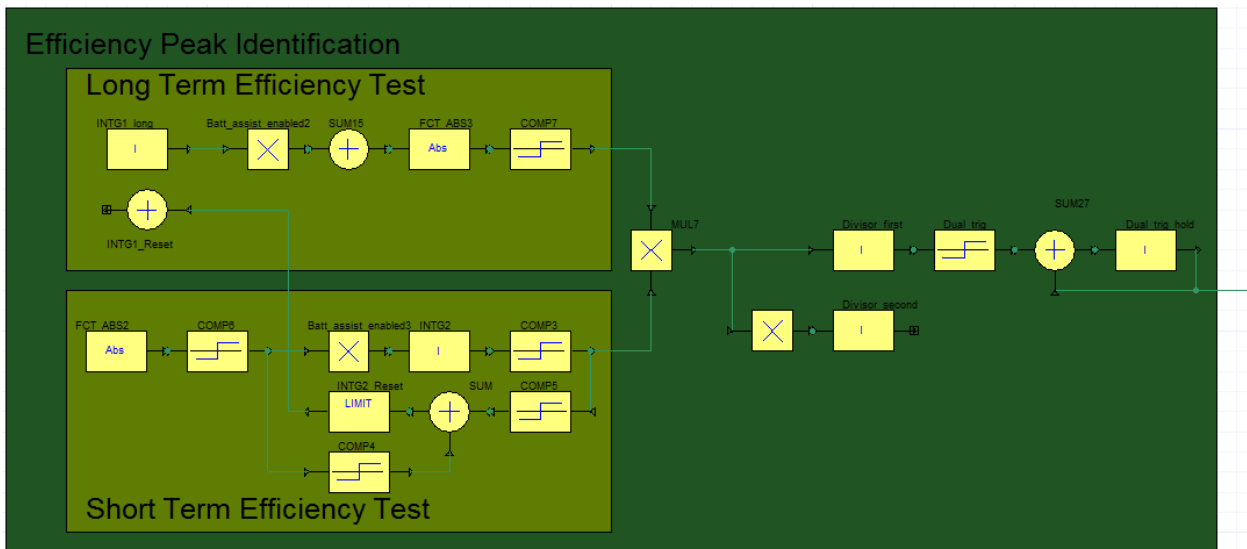 Efficiency Peak Identification
Long Term Efficiency Test
INTG1_long Batt_assist_enabled2 SUM15 FCT_ABS3 COMP7
I Abs
INTG1_Reset
MUL7
SUM27
Divisor_first Dual_trig Dual_trig_hold
I I
Divisor_second
I
FCT_ABS2 COMP6 Batt_assist_enabled3 INTG2 COMP3
Abs I
INTG2_Reset SUM COMP5
LIMIT
COMP4
Short Term Efficiency Test